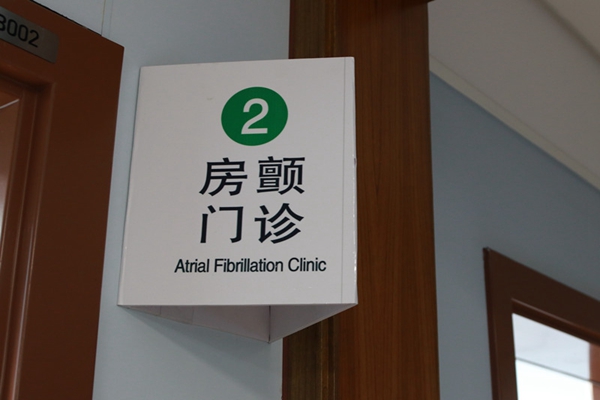 3002
2
房颤
门诊
Atrial Fibrillation Clinic